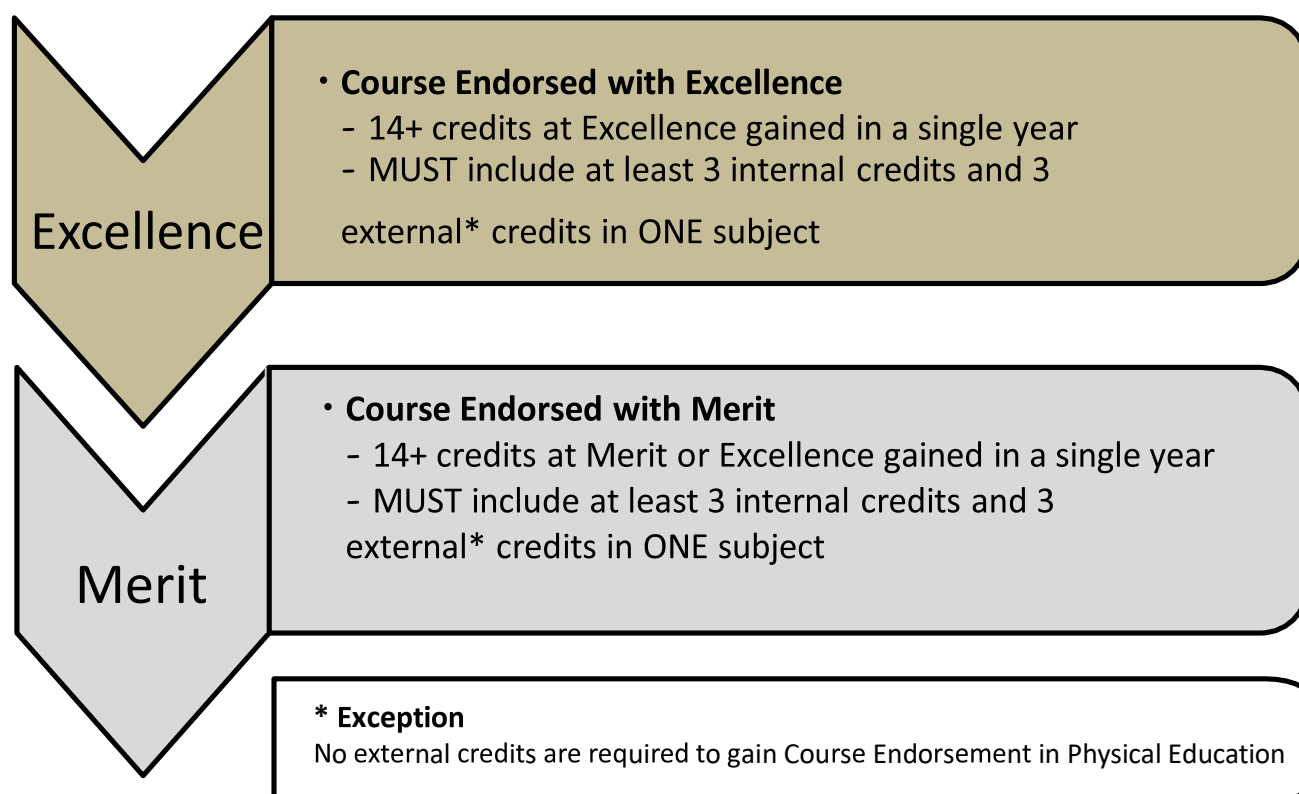 Excellence
· Course Endorsed with Excellence
- 14+ credits at Excellence gained in a single year
- MUST include at least 3 internal credits and 3
external* credits in ONE subject
Merit
· Course Endorsed with Merit
- 14+ credits at Merit or Excellence gained in a single year
- MUST include at least 3 internal credits and 3
external* credits in ONE subject
* Exception
No external credits are required to gain Course Endorsement in Physical Education